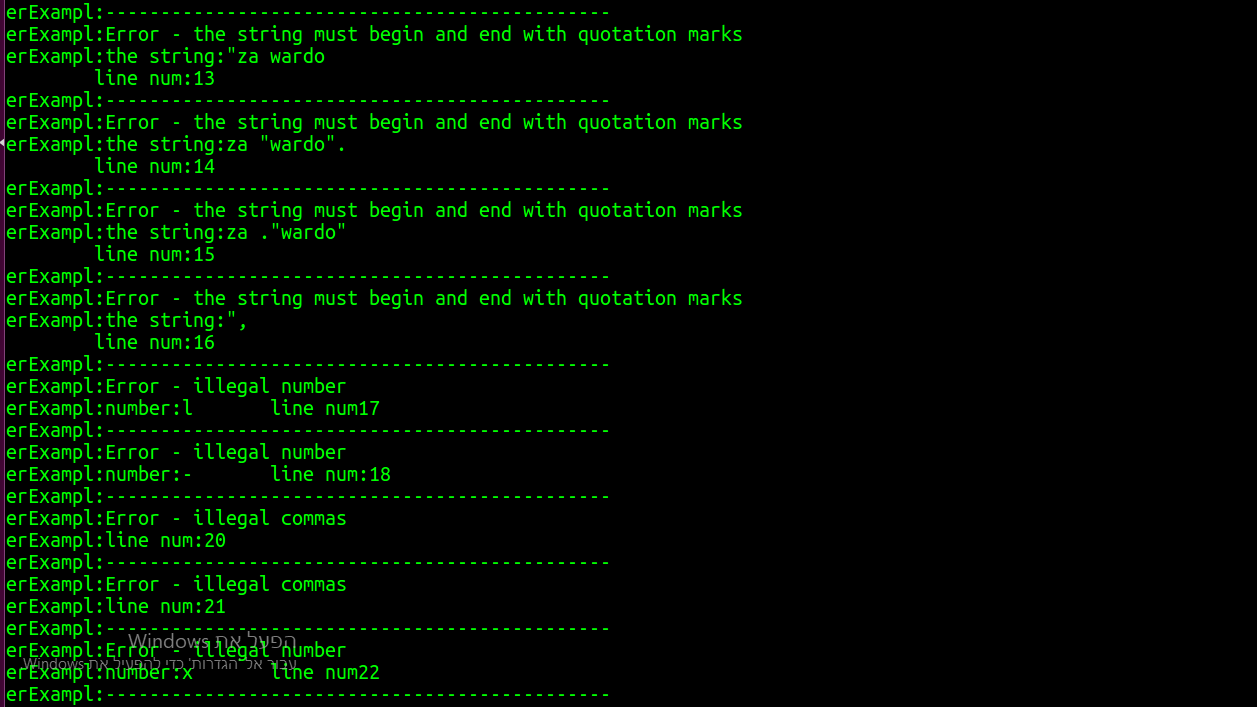 erExampl:----------------------------------------------
erExampl:Error - the string must begin and end with quotation marks
erExampl:the string:"za wardo
        line num:13
erExampl:----------------------------------------------
erExampl:Error - the string must begin and end with quotation marks
erExampl:the string:za "wardo".
        line num:14
erExampl:----------------------------------------------
erExampl:Error - the string must begin and end with quotation marks
erExampl:the string:za ."wardo"
        line num:15
erExampl:----------------------------------------------
erExampl:Error - the string must begin and end with quotation marks
erExampl:the string:",
        line num:16
erExampl:----------------------------------------------
erExampl:Error - illegal number
erExampl:number:l       line num17
erExampl:----------------------------------------------
erExampl:Error - illegal number
erExampl:number:-       line num:18
erExampl:----------------------------------------------
erExampl:Error - illegal commas
erExampl:line num:20
erExampl:----------------------------------------------
erExampl:Error - illegal commas
erExampl:line num:21
erExampl:----------------------------------------------
הפעל את Windows
erExampl:Error - illegal number
עבור אל 'הגדרות' כדי להפעיל את Windows
erExampl:number:x       line num22
erExampl:----------------------------------------------